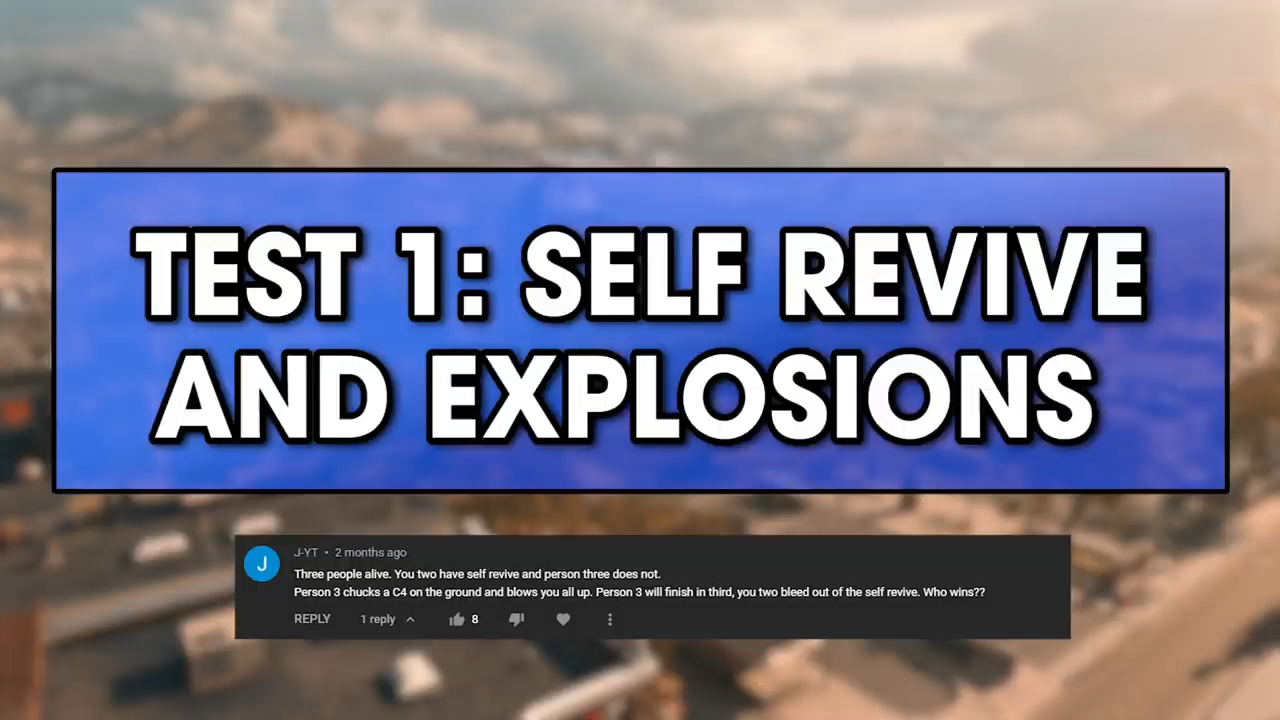 TEST 1: SELF REVIVE
AND EXPLOSIONS
J
J-YT • 2 months ago
Three people alive. You two have self revive and person three does not.
Person 3 chucks a C4 on the ground and blows you all up. Person 3 will finish in third, you two bleed out of the self revive. Who wins??
REPLY 1 reply 8